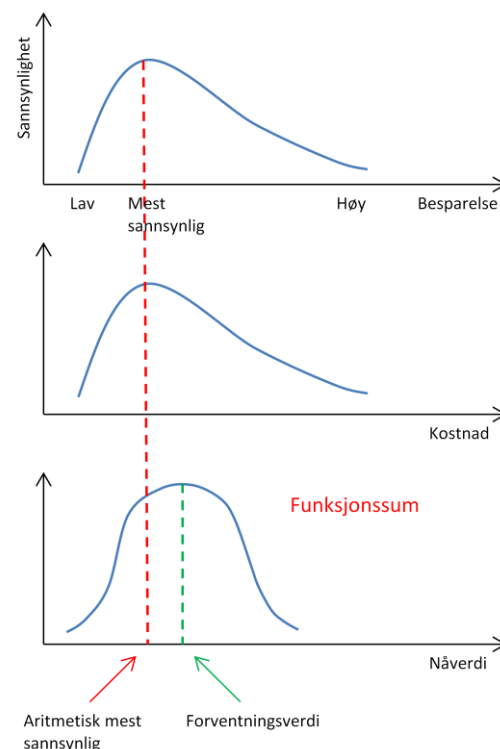 Sannsynlighet
Lav
Mest
sannsynlig
Høy
Besparelse
Kostnad
Funksjonssum
Nåverdi
Aritmetisk mest
sannsynlig
Forventningsverdi